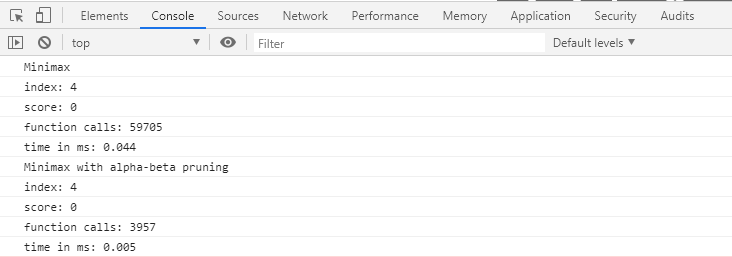 Elements Console Sources Network Performance Memory Application Security Audits
top Filter Default levels
Minimax
index: 4
score: 0
function calls: 59705
time in ms: 0.044
Minimax with alpha-beta pruning
index: 4
score: 0
function calls: 3957
time in ms: 0.005